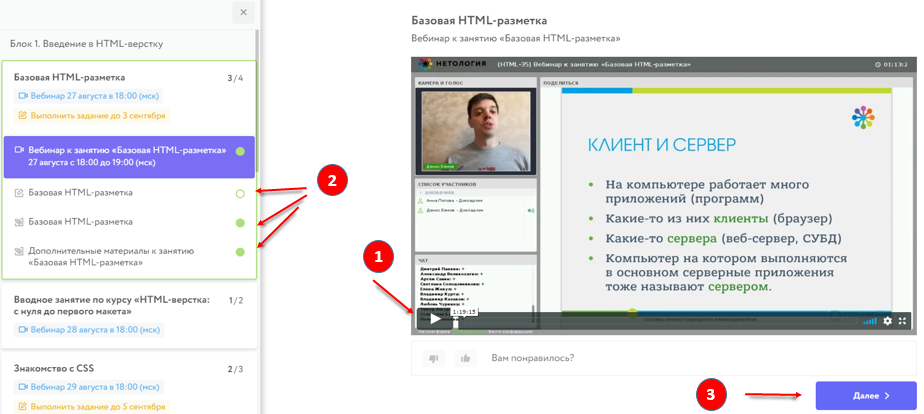 ×
Блок 1. Введение в HTML-верстку
Базовая HTML-разметка
3/4
Вебинар 27 августа в 18:00 (мск)
Выполнить задание до 3 сентября
Вебинар к занятию «Базовая HTML-разметка»
27 августа с 18:00 до 19:00 (мск)
Базовая HTML-разметка
Базовая HTML-разметка
Дополнительные материалы к занятию
«Базовая HTML-разметка»
Вводное занятие по курсу «HTML-верстка:
с нуля до первого макета»
1/2
Вебинар 28 августа в 18:00 (мск)
Знакомство с CSS
2/3
Вебинар 29 августа в 18:00 (мск)
Выполнить задание до 5 сентября
2
1
3
Базовая HTML-разметка
Вебинар к занятию «Базовая HTML-разметка»
НЕТОЛОГИЯ
(HTML-35) Вебинар к занятию «Базовая HTML-разметка»
КАМЕРА И ГОЛОС
ПОДЕЛИТЬСЯ
Денис Ежков
СПИСОК УЧАСТНИКОВ
Анна Попова - Докладчик
Денис Ежков - Докладчик
ЧАТ
КЛИЕНТ И СЕРВЕР
• На компьютере работает много
приложений (программ)
• Какие-то из них клиенты (браузер)
• Какие-то сервера (веб-сервер, СУБД)
• Компьютер на котором выполняются
в основном серверные приложения
тоже называют сервером.
1:19:15
Вам понравилось?
Далее